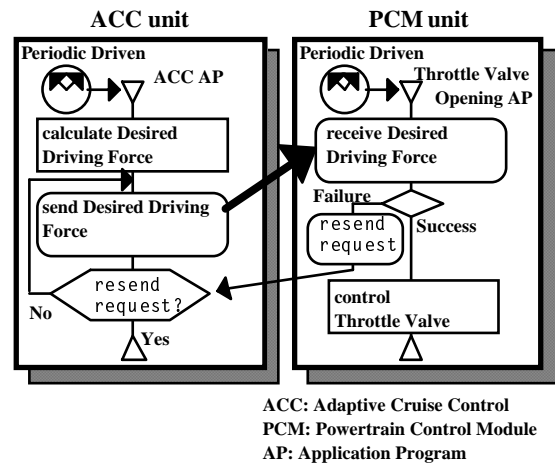 ACC unit
Periodic Driven
ACC AP
calculate Desired
Driving Force
send Desired Driving
Force
resend
request?
No
Yes
PCM unit
Periodic Driven
Throttle Valve
Opening AP
receive Desired
Driving Force
Failure
Success
resend
request
control
Throttle Valve
ACC: Adaptive Cruise Control
PCM: Powertrain Control Module
AP: Application Program